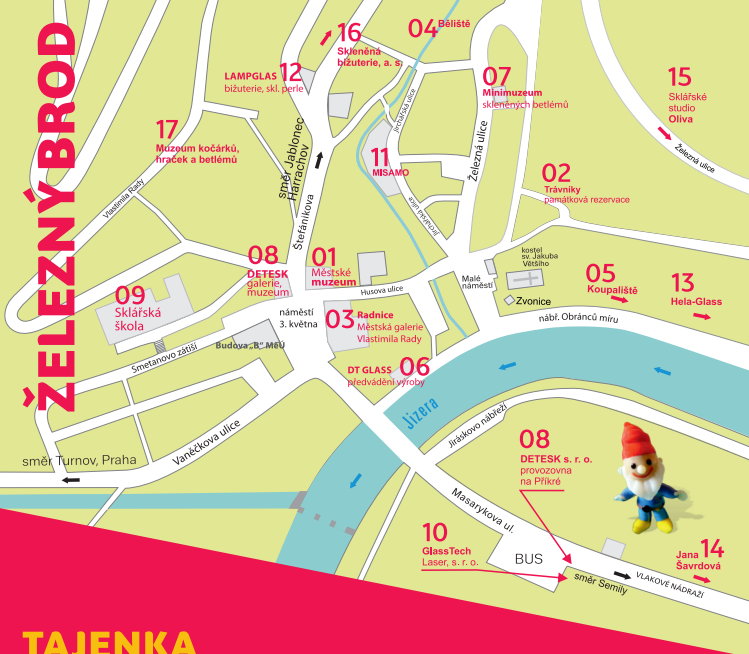 ŽELEZNÝ BROD
16
Skleněná
bižuterie, a. s.
04 Běliště
LAMPGLAS 12
bižuterie, skl. perle
07
Minimuzeum
skleněných betlémů
15
Sklářské
studio
Oliva
Železná ulice
17
Muzeum kočárků,
hraček a betlémů
Vlastimila Rady
směr Jablonec
Harrachov
Štefánikova
Jirchářská ulice
11
MISAMO
Jirchářská ulice
Železná ulice
02
Trávníky
památková rezervace
08
DETESK
galerie,
muzeum
01
Městské
muzeum
Husova ulice
Malé
náměstí
kostel
sv. Jakuba
Většího
Zvonice
05
Koupaliště
13
Hela-Glass
09
Sklářská
škola
náměstí
3. května
03 Radnice
Městská galerie
Vlastimila Rady
nábř. Obránců míru
Smetanovo zátiší
Budova „B" MěÚ
DT GLASS 06
předvádění výroby
Jizera
Jiráskovo nábřeží
Vaněčkova ulice
směr Turnov, Praha
08
DETESK s. r. o.
provozovna
na Příkré
Masarykova ul.
10
GlassTech
Laser, s. r. o.
BUS
směr Semily
VLAKOVÉ NÁDRAŽÍ
Jana 14
Šavrdová
TAJENKA